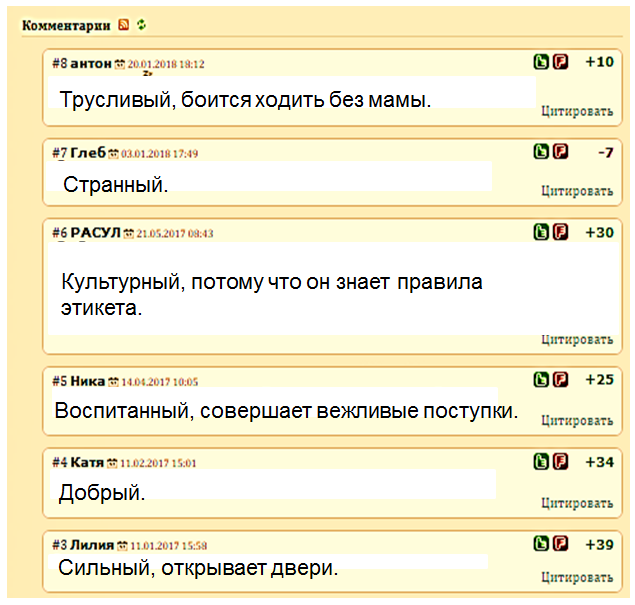 Комментарии
#8 антон 20.01.2018 18:12 +10
Трусливый, боится ходить без мамы.
Цитировать
#7 Глеб 03.01.2018 17:49 -7
Странный.
Цитировать
#6 РАСУЛ 21.05.2017 08:43 +30
Культурный, потому что он знает правила
этикета.
Цитировать
#5 Ника 14.04.2017 10:05 +25
Воспитанный, совершает вежливые поступки.
Цитировать
#4 Катя 11.02.2017 15:01 +34
Добрый.
Цитировать
#3 Лилия 11.01.2017 15:58 +39
Сильный, открывает двери.
Цитировать